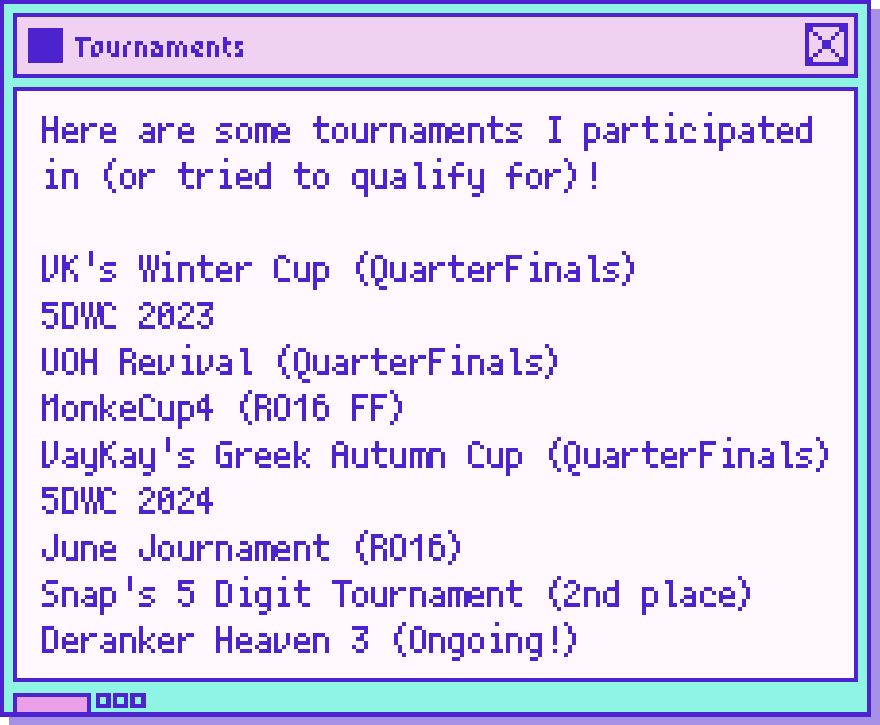 Tournaments
Here are some tournaments I participated
in (or tried to qualify for)!
VK's Winter Cup (QuarterFinals)
5DWC 2023
UOH Revival (QuarterFinals)
MonkeCup4 (RO16 FF)
VayKay's Greek Autumn Cup (QuarterFinals)
5DWC 2024
June Journament (RO16)
Snap's 5 Digit Tournament (2nd place)
Deranker Heaven 3 (Ongoing!)